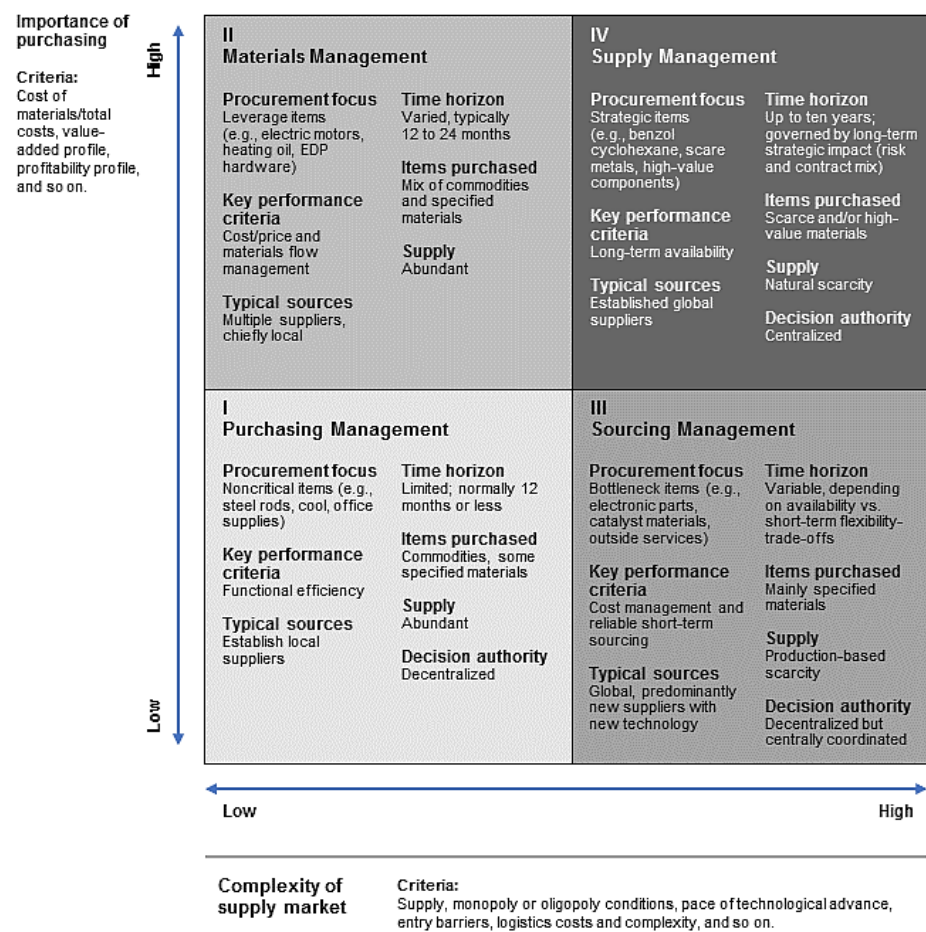 Importance of
purchasing
Criteria:
Cost of
materials/total
costs, value-
added profile,
profitability profile,
and so on.
High
Low
II
Materials Management
Procurement focus
Leverage items
(e.g., electric motors,
heating oil, EDP
hardware)
Key performance
criteria
Cost/price and
materials flow
management
Typical sources
Multiple suppliers,
chiefly local
Time horizon
Varied, typically
12 to 24 months
Items purchased
Mix of commodities
and specified
materials
Supply
Abundant
IV
Supply Management
Procurement focus
Strategic items
(e.g., benzol
cyclohexane, scare
metals, high-value
components)
Key performance
criteria
Long-term availability
Typical sources
Established global
suppliers
Time horizon
Up to ten years;
governed by long-term
strategic impact (risk
and contract mix)
Items purchased
Scarce and/or high-
value materials
Supply
Natural scarcity
Decision authority
Centralized
I
Purchasing Management
Procurement focus
Noncritical items (e.g.,
steel rods, cool, office
supplies)
Key performance
criteria
Functional efficiency
Typical sources
Establish local
suppliers
Time horizon
Limited; normally 12
months or less
Items purchased
Commodities, some
specified materials
Supply
Abundant
Decision authority
Decentralized
III
Sourcing Management
Procurement focus
Bottleneck items (e.g.,
electronic parts,
catalyst materials,
outside services)
Key performance
criteria
Cost management and
reliable short-term
sourcing
Typical sources
Global, predominantly
new suppliers with
new technology
Time horizon
Variable, depending
on availability vs.
short-term flexibility-
trade-offs
Items purchased
Mainly specified
materials
Supply
Production-based
scarcity
Decision authority
Decentralized but
centrally coordinated
Low
High
Complexity of
supply market
Criteria:
Supply, monopoly or oligopoly conditions, pace of technological advance,
entry barriers, logistics costs and complexity, and so on.